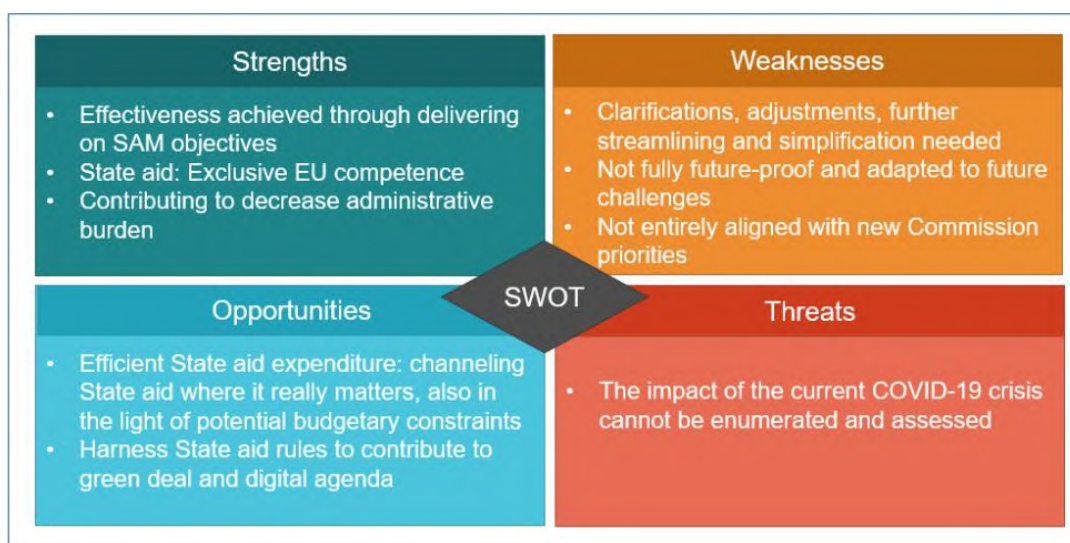 Strengths
• Effectiveness achieved through delivering
on SAM objectives
• State aid: Exclusive EU competence
• Contributing to decrease administrative
burden
Weaknesses
• Clarifications, adjustments, further
streamlining and simplification needed
• Not fully future-proof and adapted to future
challenges
• Not entirely aligned with new Commission
priorities
SWOT
Opportunities
• Efficient State aid expenditure: channeling
State aid where it really matters, also in
the light of potential budgetary constraints
• Harness State aid rules to contribute to
green deal and digital agenda
Threats
• The impact of the current COVID-19 crisis
cannot be enumerated and assessed